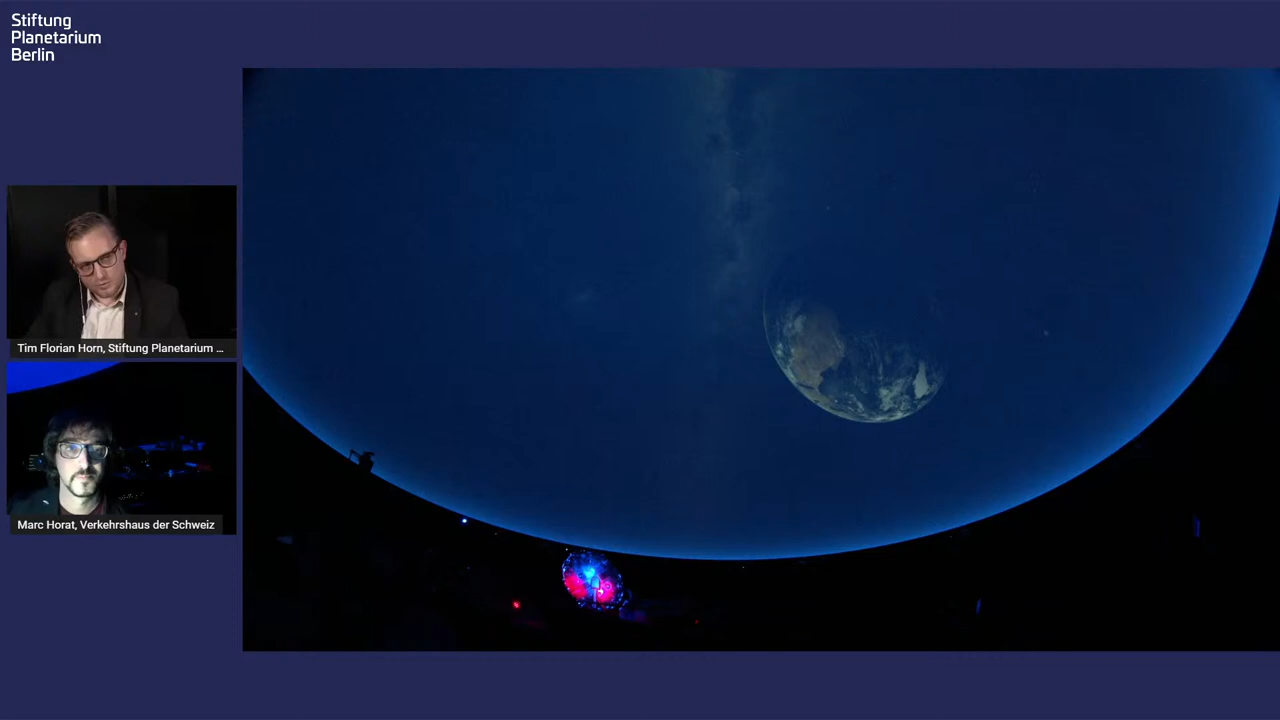 Stiftung
Planetarium
Berlin
Tim Florian Horn, Stiftung Planetarium ...
Marc Horat, Verkehrshaus der Schweiz